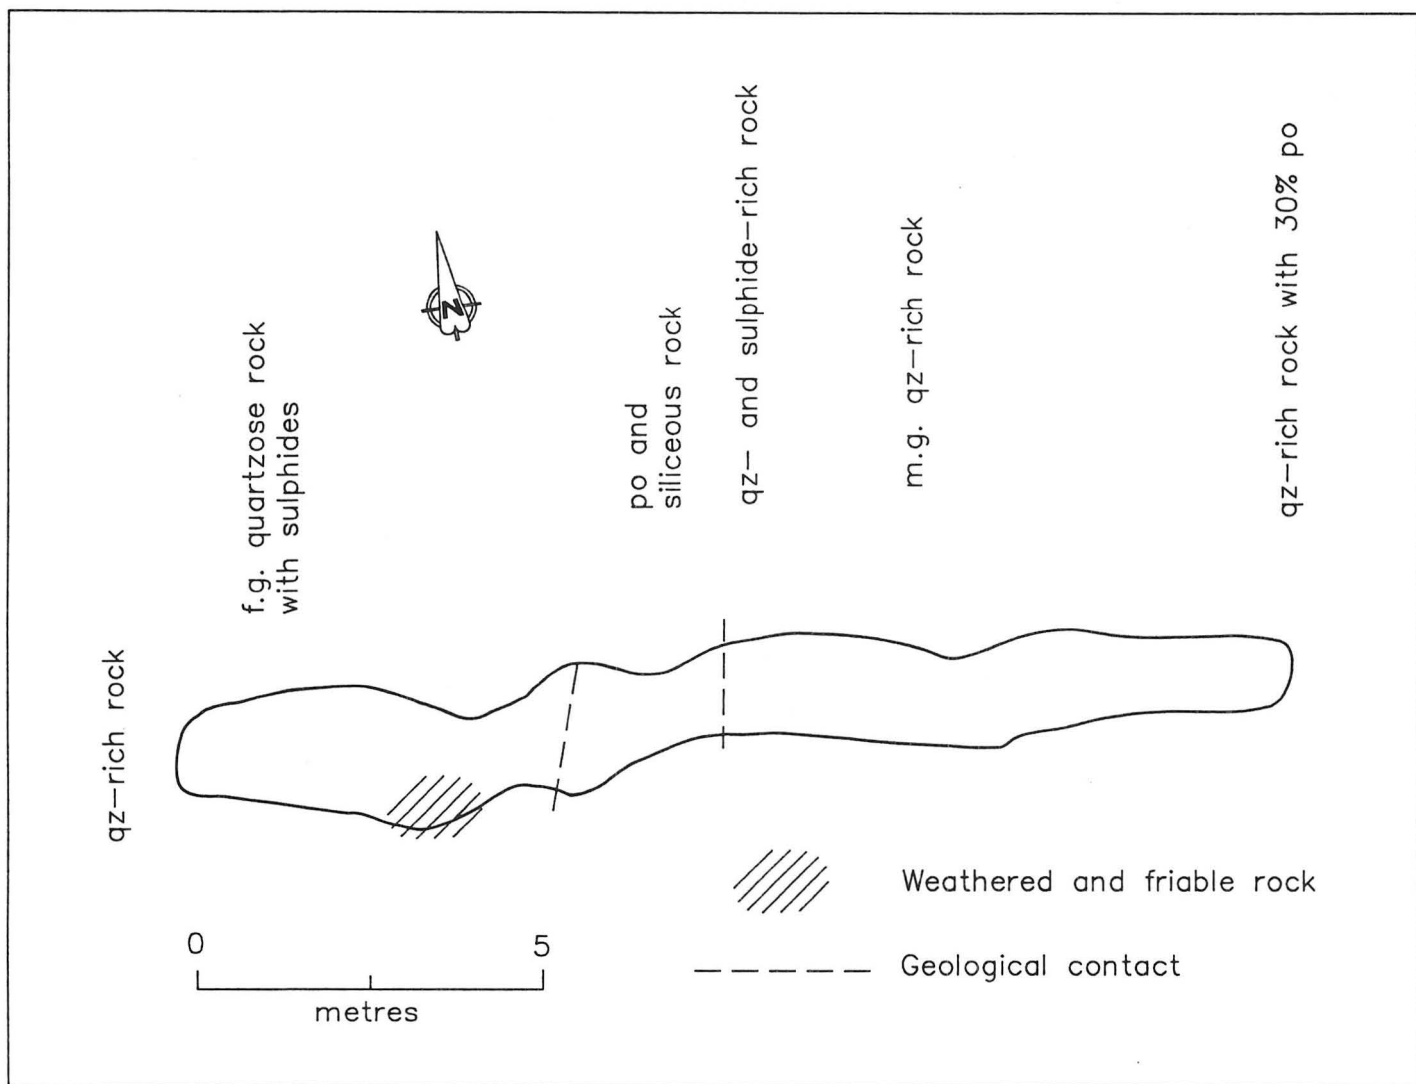 qz-rich rock
f.g. quartzose rock
with sulphides
N
po and
siliceous rock
qz- and sulphide-rich rock
m.g. qz-rich rock
qz-rich rock with 30% po
Weathered and friable rock
Geological contact
0 5
metres